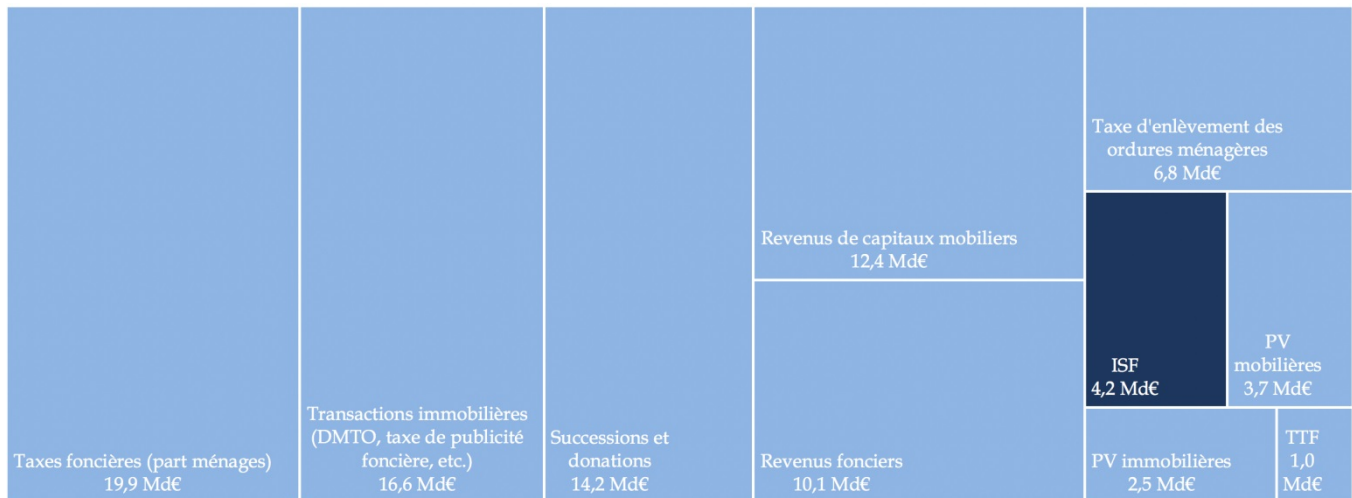 Taxes foncières (part ménages)
19,9 Md€
Transactions immobilières
(DMTO, taxe de publicité
foncière, etc.)
16,6 Md€
Successions et
donations
14,2 Md€
Revenus de capitaux mobiliers
12,4 Md€
Revenus fonciers
10,1 Md€
Taxe d'enlèvement des
ordures ménagères
6,8 Md€
ISF
4,2 Md€
PV
mobilières
3,7 Md€
PV immobilières
2,5 Md€
TTF
1,0
Md€